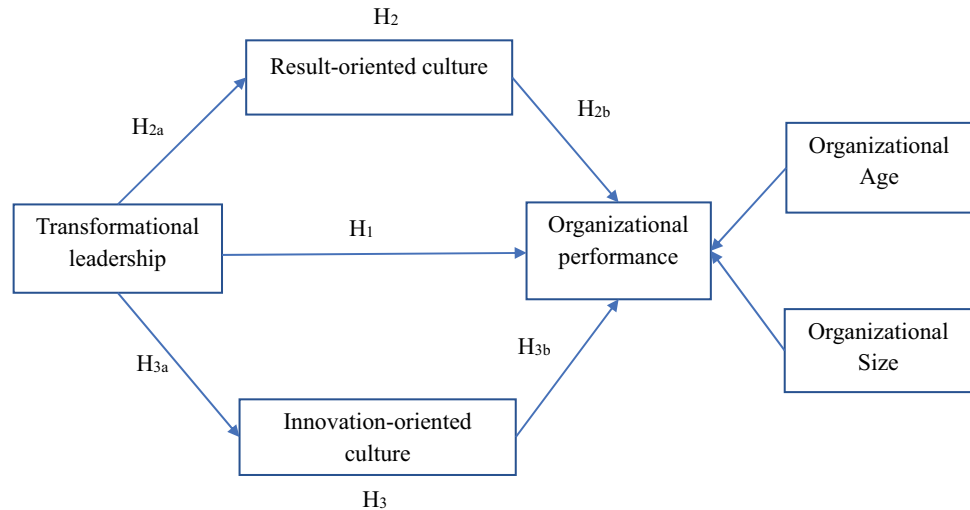 H2
Result-oriented culture
H2a
H2b
Organizational
Age
Transformational
leadership
H1
Organizational
performance
Organizational
Size
H3a
H3b
Innovation-oriented
culture
H3